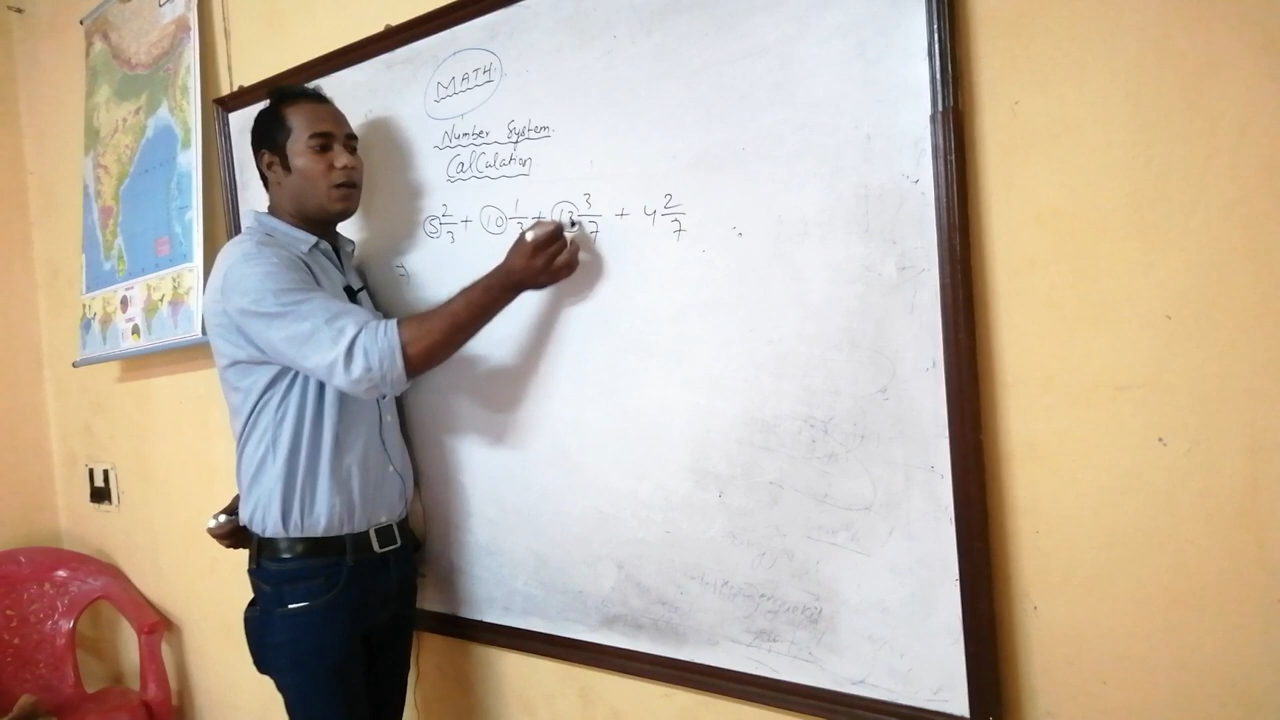 MATH
Number System.
CalCulation
5 2/3 + 10 1/3 + 13 3/7 + 4 2/7
⇒